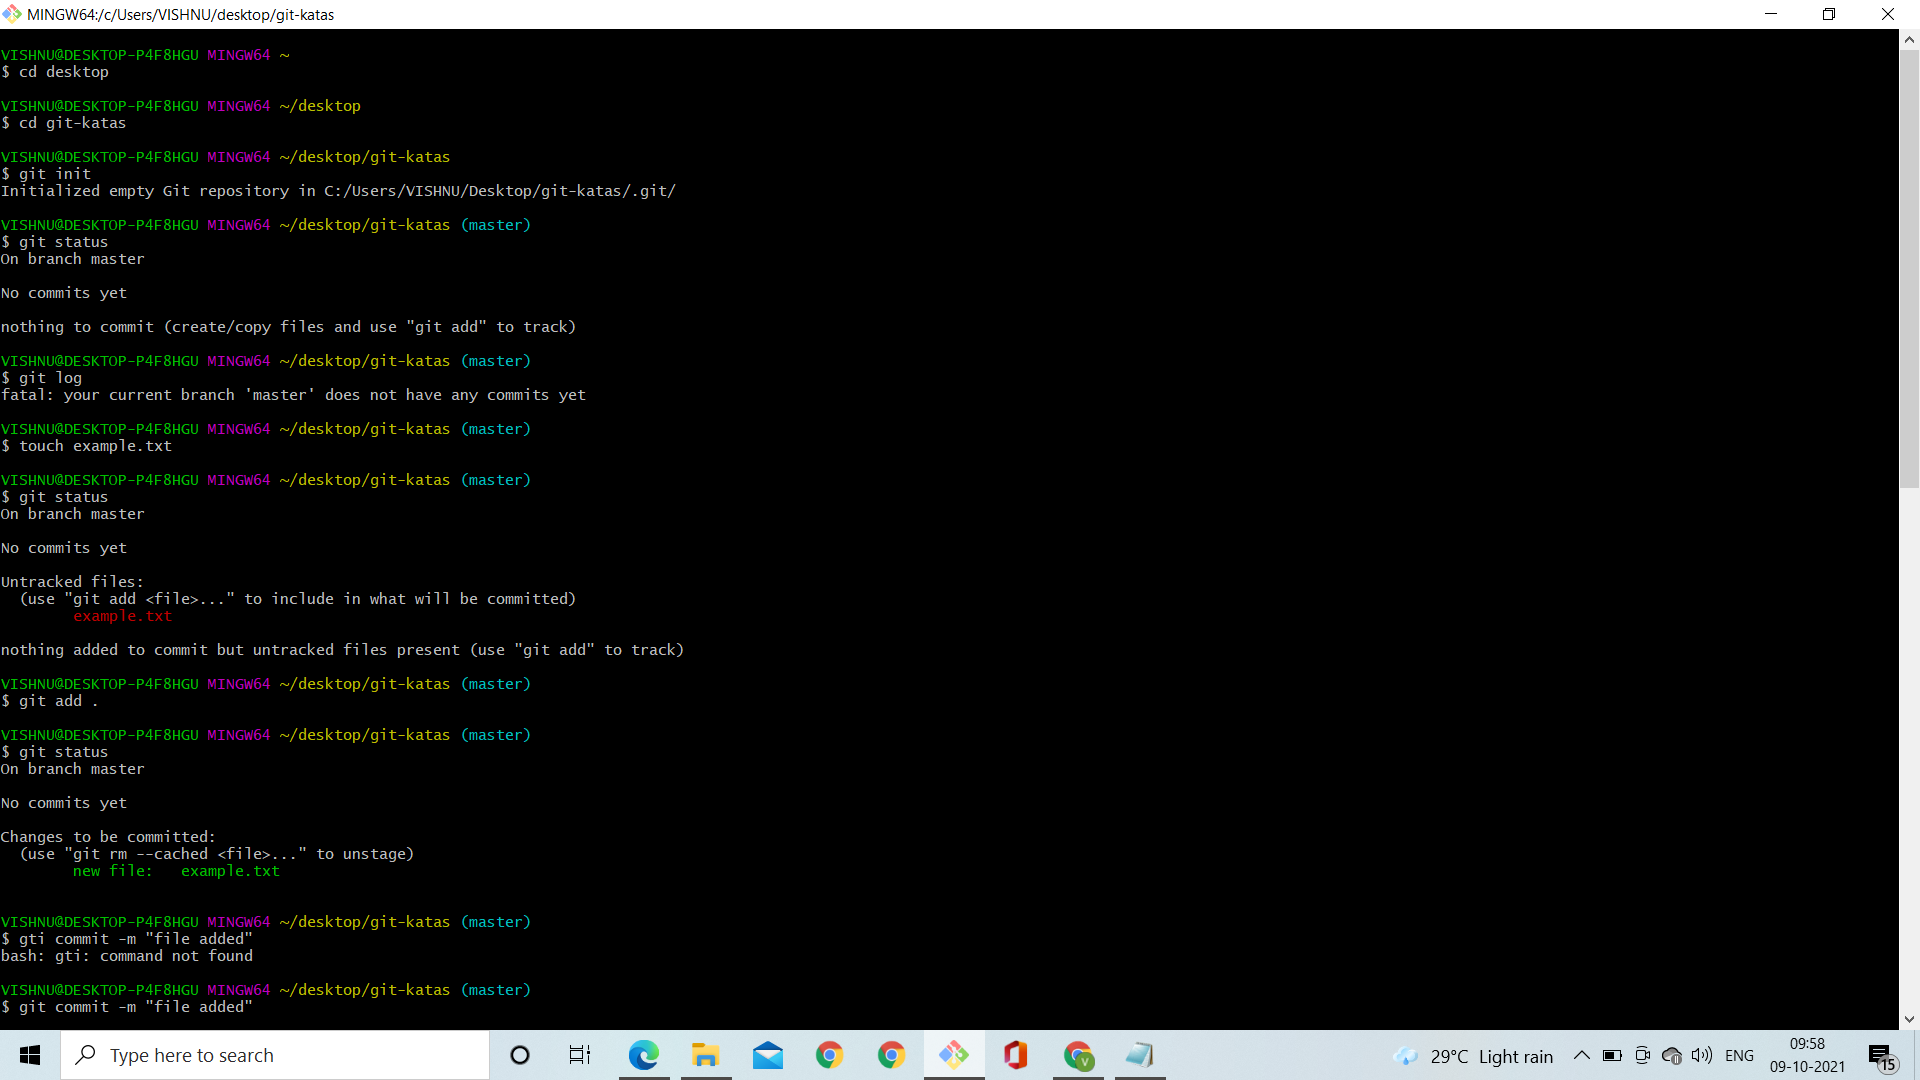 MINGW64:/c/Users/VISHNU/desktop/git-katas
VISHNU@DESKTOP-P4F8HGU MINGW64 ~
$ cd desktop
VISHNU@DESKTOP-P4F8HGU MINGW64 ~/desktop
$ cd git-katas
VISHNU@DESKTOP-P4F8HGU MINGW64 ~/desktop/git-katas
$ git init
Initialized empty Git repository in C:/Users/VISHNU/Desktop/git-katas/.git/
VISHNU@DESKTOP-P4F8HGU MINGW64 ~/desktop/git-katas (master)
$ git status
On branch master
No commits yet
nothing to commit (create/copy files and use "git add" to track)
VISHNU@DESKTOP-P4F8HGU MINGW64 ~/desktop/git-katas (master)
$ git log
fatal: your current branch 'master' does not have any commits yet
VISHNU@DESKTOP-P4F8HGU MINGW64 ~/desktop/git-katas (master)
$ touch example.txt
VISHNU@DESKTOP-P4F8HGU MINGW64 ~/desktop/git-katas (master)
$ git status
On branch master
No commits yet
Untracked files:
(use "git add <file>..." to include in what will be committed)
example.txt
nothing added to commit but untracked files present (use "git add" to track)
VISHNU@DESKTOP-P4F8HGU MINGW64 ~/desktop/git-katas (master)
$ git add .
VISHNU@DESKTOP-P4F8HGU MINGW64 ~/desktop/git-katas (master)
$ git status
On branch master
No commits yet
Changes to be committed:
(use "git rm --cached <file>..." to unstage)
new file:   example.txt
VISHNU@DESKTOP-P4F8HGU MINGW64 ~/desktop/git-katas (master)
$ gti commit -m "file added"
bash: gti: command not found
VISHNU@DESKTOP-P4F8HGU MINGW64 ~/desktop/git-katas (master)
$ git commit -m "file added"
Type here to search
V
29°C Light rain
ENG
09:58
09-10-2021
15